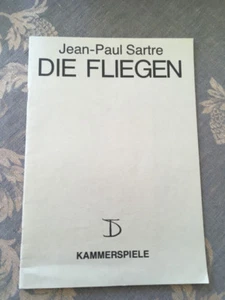 Jean-Paul Sartre
DIE FLIEGEN
KAMMERSPIELE